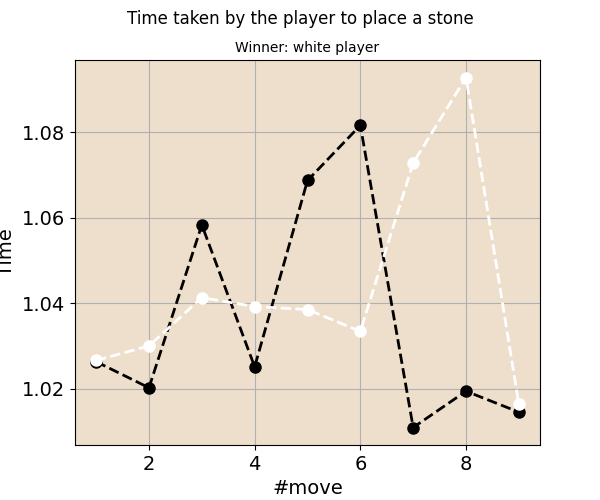 Time taken by the player to place a stone
Winner: white player
1.08
1.06
1.04
1.02
Time
2 4 6 8
#move